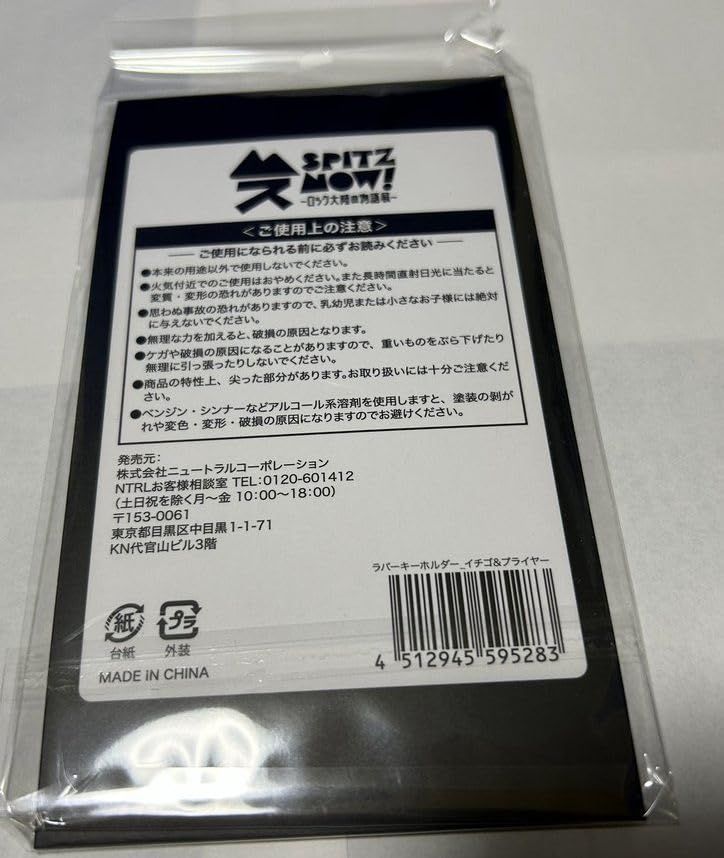 SPITZ
NOW!
~ロック大陸の物語展~
＜ご使用上の注意＞
ご使用になられる前に必ずお読みください
●本来の用途以外で使用しないでください。
●火気付近でのご使用はおやめください。また長時間直射日光に当たると
変質・変形の恐れがありますのでご注意ください。
●思わぬ事故の恐れがありますので、乳幼児または小さなお子様には絶対
に与えないでください。
●無理な力を加えると、破損の原因となります。
●ケガや破損の原因になることがありますので、重いものをぶら下げたり
無理に引っ張ったりしないでください。
●商品の特性上、尖った部分があります。お取り扱いには十分ご注意くださ
い。
●ベンジン・シンナーなどアルコール系溶剤を使用しますと、塗装の剥が
れや変色・変形・破損の原因になりますのでお避けください。
発売元:
株式会社ニュートラルコーポレーション
NTRLお客様相談室 TEL:0120-601412
(土日祝を除く月〜金 10:00〜18:00)
〒153-0061
東京都目黒区中目黒1-1-71
KN代官山ビル3階
ラバーキーホルダー_イチゴ&プライヤー
紙 プラ
台紙 外装
4 512945 595283
MADE IN CHINA